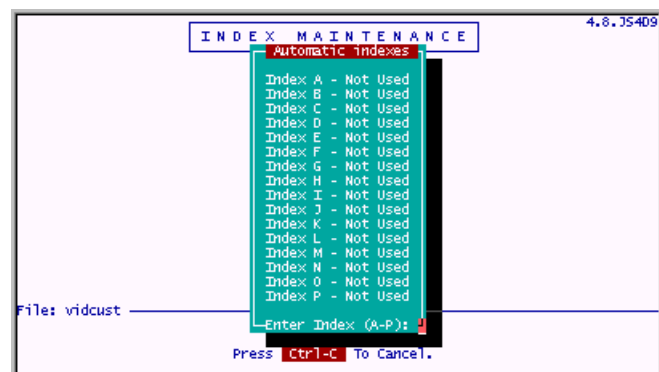 4.8.JS4D9
I N D E X   M A I N T E N A N C E
Automatic indexes
Index A - Not Used
Index B - Not Used
Index C - Not Used
Index D - Not Used
Index E - Not Used
Index F - Not Used
Index G - Not Used
Index H - Not Used
Index I - Not Used
Index J - Not Used
Index K - Not Used
Index L - Not Used
Index M - Not Used
Index N - Not Used
Index O - Not Used
Index P - Not Used
File: vidcust
Enter Index (A-P):
Press Ctrl-C To Cancel.